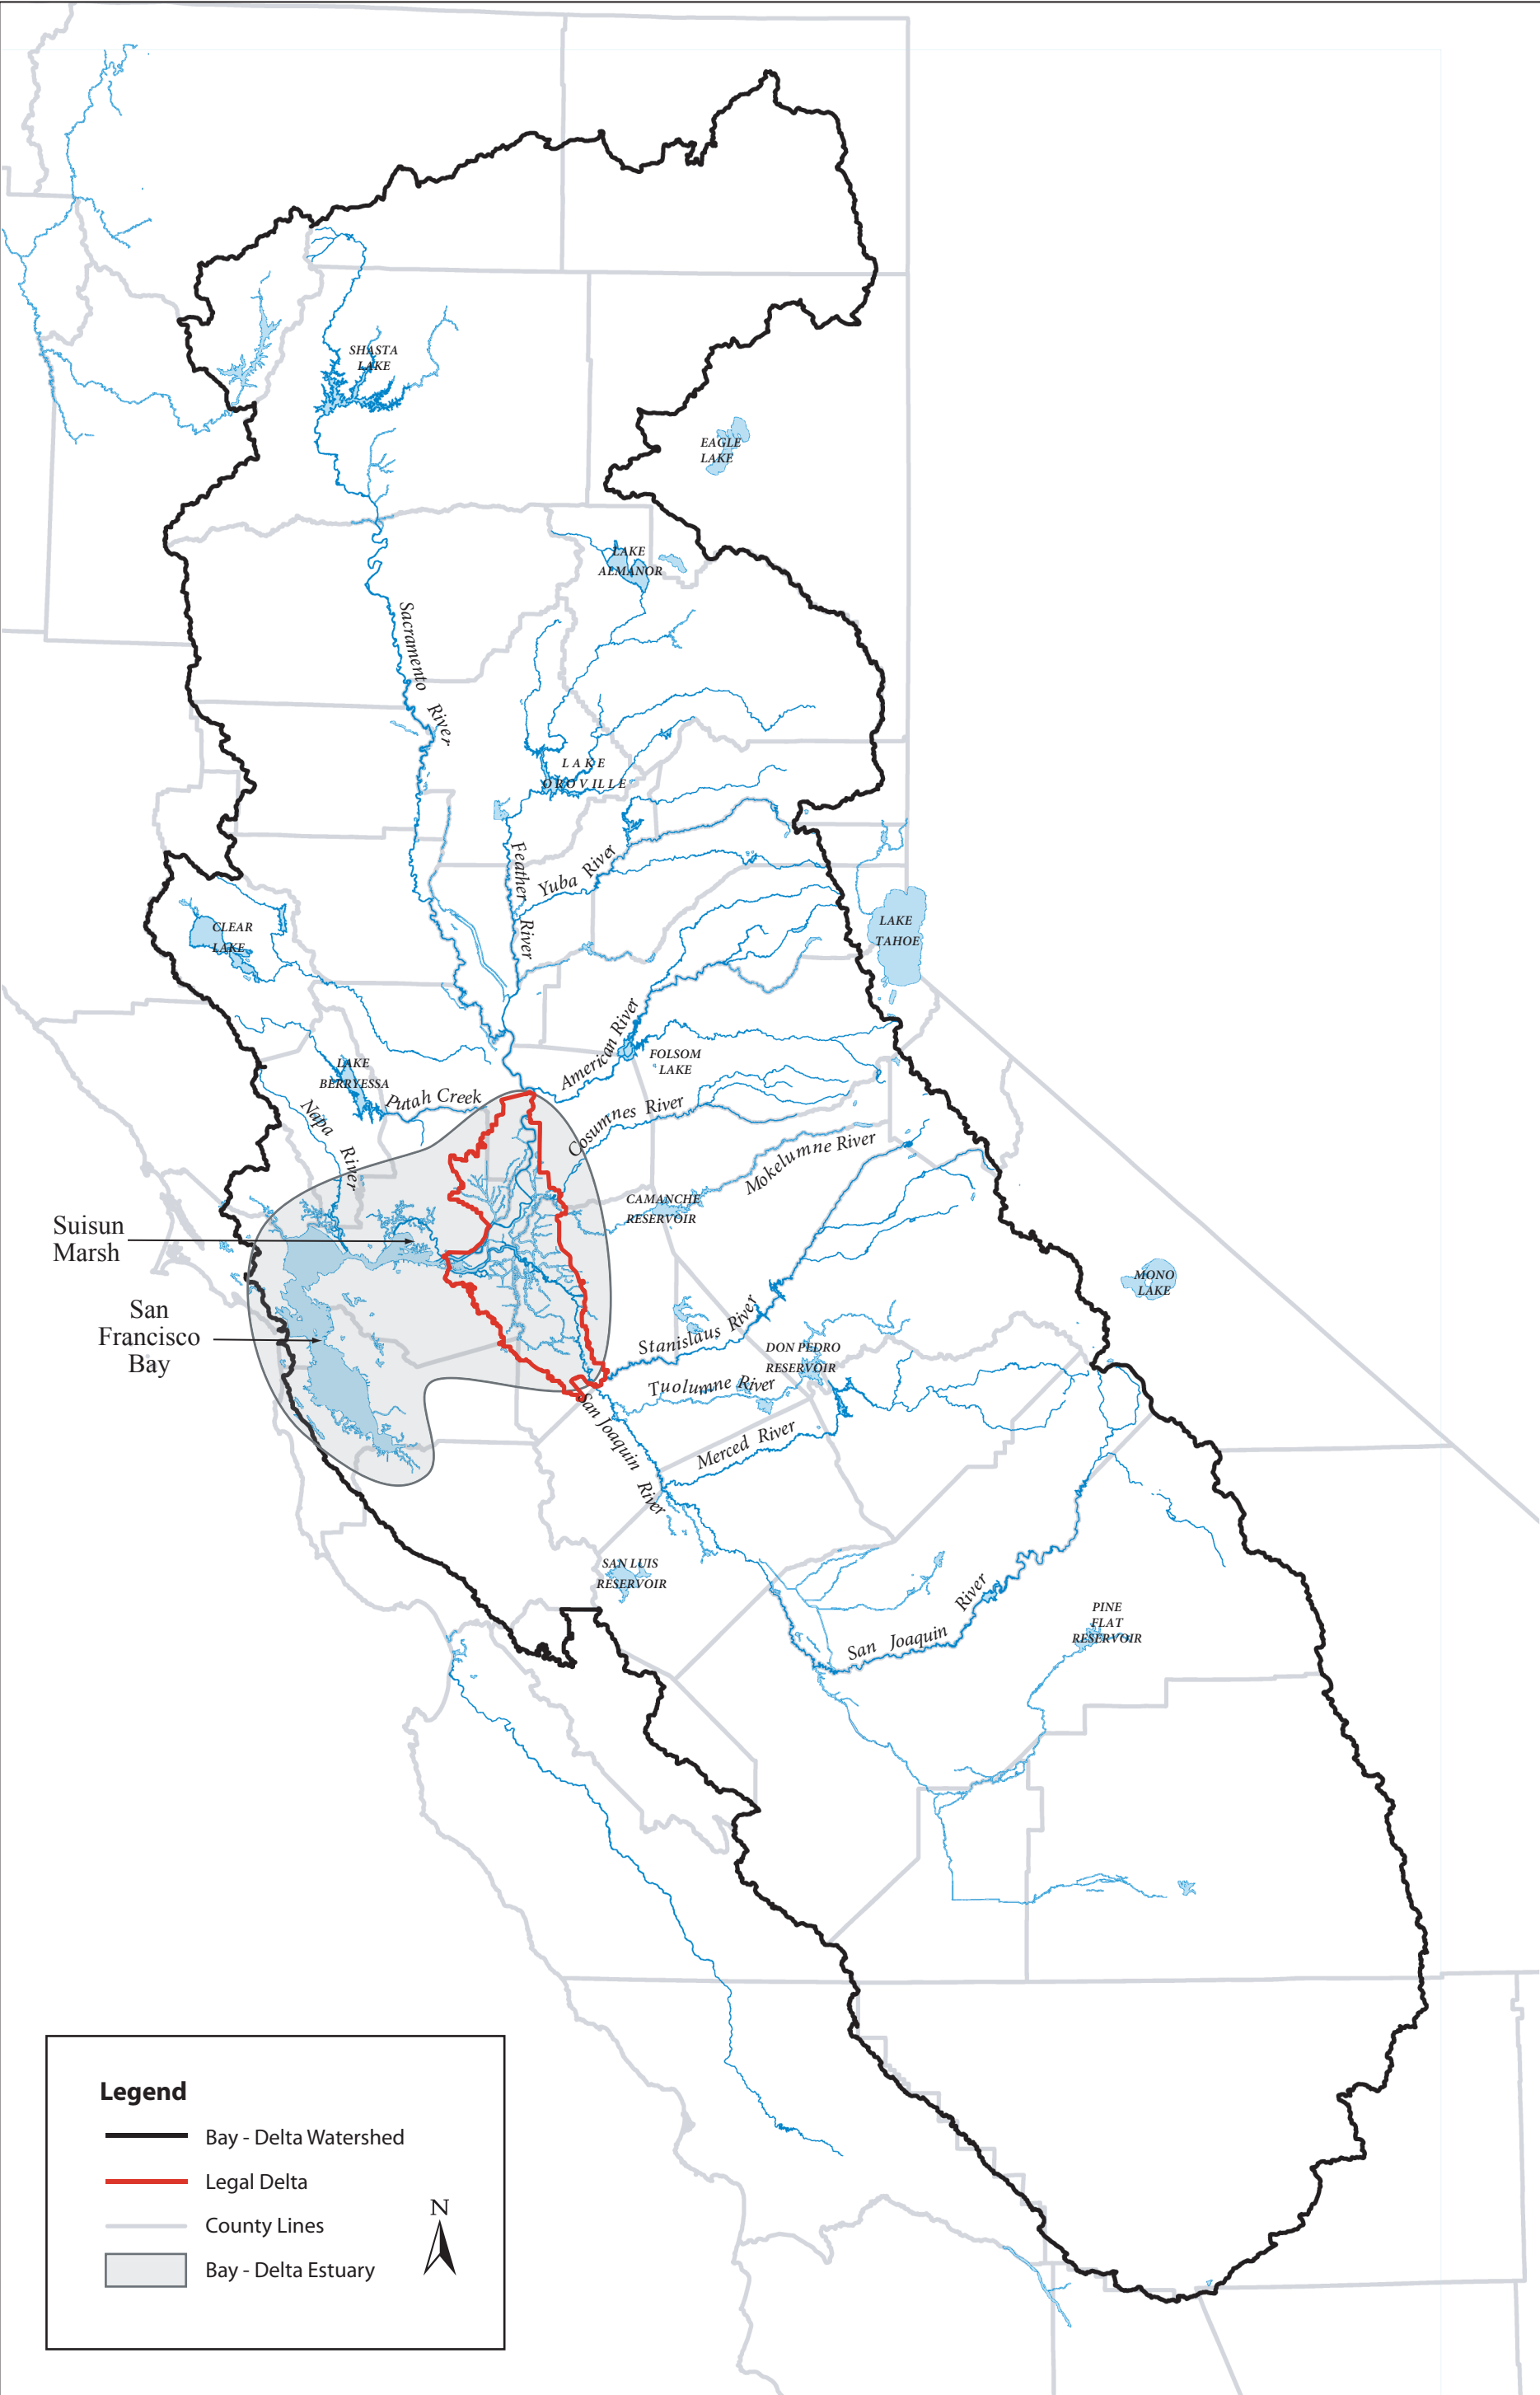 SHASTA
LAKE
EAGLE
LAKE
LAKE
ALMANOR
Sacramento River
LAKE
OROVILLE
Feather River
Yuba River
CLEAR
LAKE
LAKE
TAHOE
American River
FOLSOM
LAKE
LAKE
BERRYESSA
Putah Creek
Napa River
Cosumnes River
Mokelumne River
CAMANCHE
RESERVOIR
Suisun
Marsh
San
Francisco
Bay
MONO
LAKE
Stanislaus River
DON PEDRO
RESERVOIR
Tuolumne River
San Joaquin River
Merced River
SAN LUIS
RESERVOIR
San Joaquin River
PINE
FLAT
RESERVOIR
Legend
Bay - Delta Watershed
Legal Delta
County Lines
Bay - Delta Estuary
N